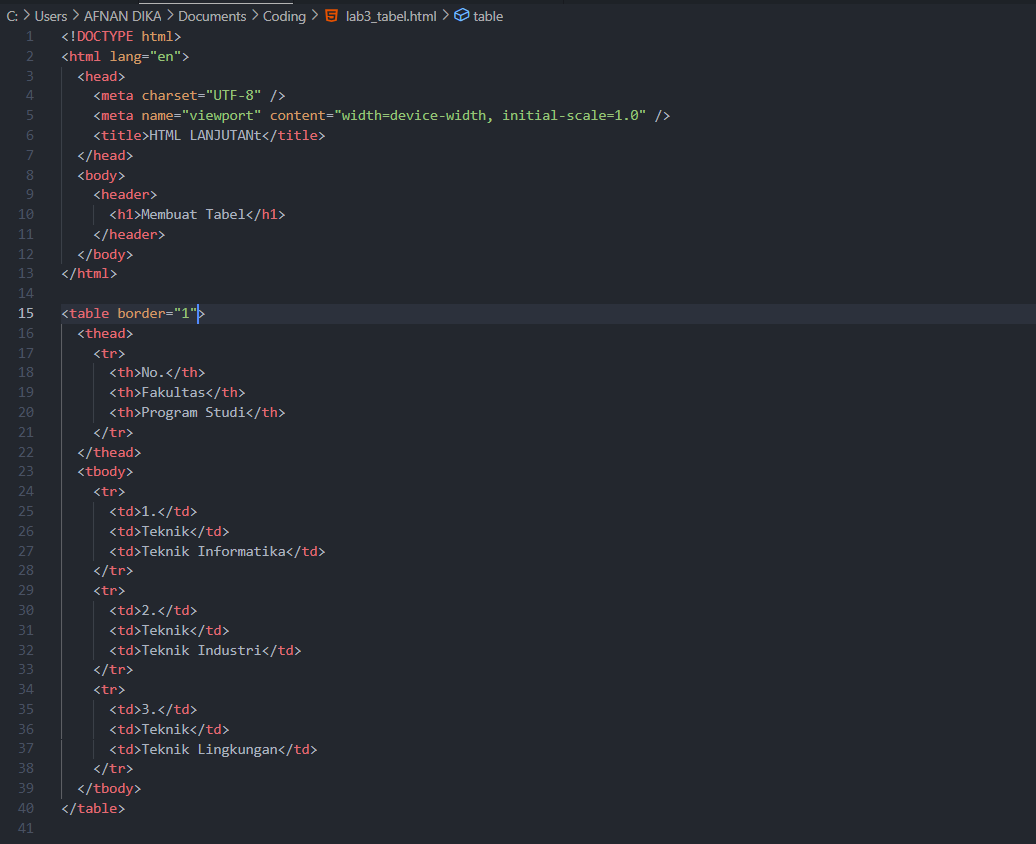 C: > Users > AFNAN DIKA > Documents > Coding > lab3_tabel.html > table
1 <!DOCTYPE html>
2 <html lang="en">
3 <head>
4 <meta charset="UTF-8" />
5 <meta name="viewport" content="width=device-width, initial-scale=1.0" />
6 <title>HTML LANJUTANt</title>
7 </head>
8 <body>
9 <header>
10 <h1>Membuat Tabel</h1>
11 </header>
12 </body>
13 </html>
14
15 <table border="1">
16 <thead>
17 <tr>
18 <th>No.</th>
19 <th>Fakultas</th>
20 <th>Program Studi</th>
21 </tr>
22 </thead>
23 <tbody>
24 <tr>
25 <td>1.</td>
26 <td>Teknik</td>
27 <td>Teknik Informatika</td>
28 </tr>
29 <tr>
30 <td>2.</td>
31 <td>Teknik</td>
32 <td>Teknik Industri</td>
33 </tr>
34 <tr>
35 <td>3.</td>
36 <td>Teknik</td>
37 <td>Teknik Lingkungan</td>
38 </tr>
39 </tbody>
40 </table>
41